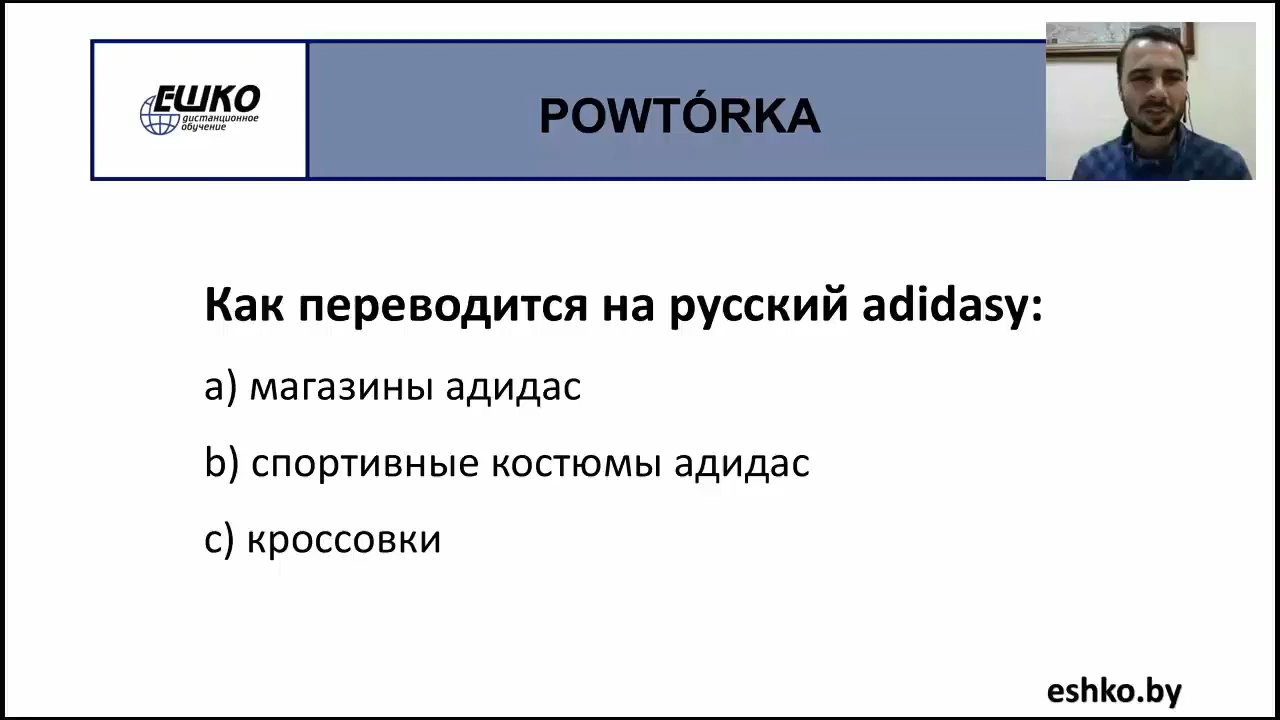 ЕШКО
дистанционное
обучение
POWTÓRKA
Как переводится на русский adidasy:
a) магазины адидас
b) спортивные костюмы адидас
c) кроссовки
eshko.by